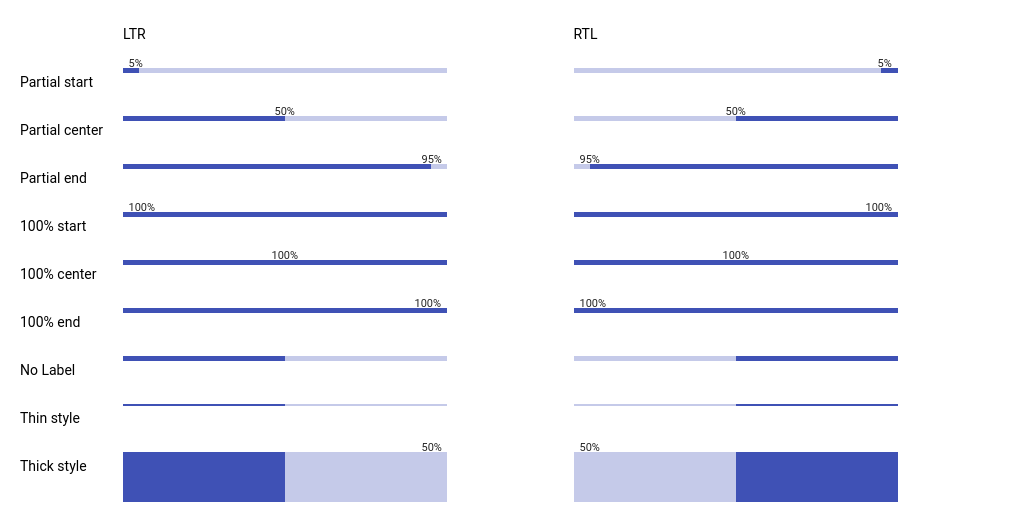 LTR RTL
5% 5%
Partial start
50% 50%
Partial center
95% 95%
Partial end
100% 100%
100% start
100% 100%
100% center
100% 100%
100% end
No Label
Thin style
50% 50%
Thick style